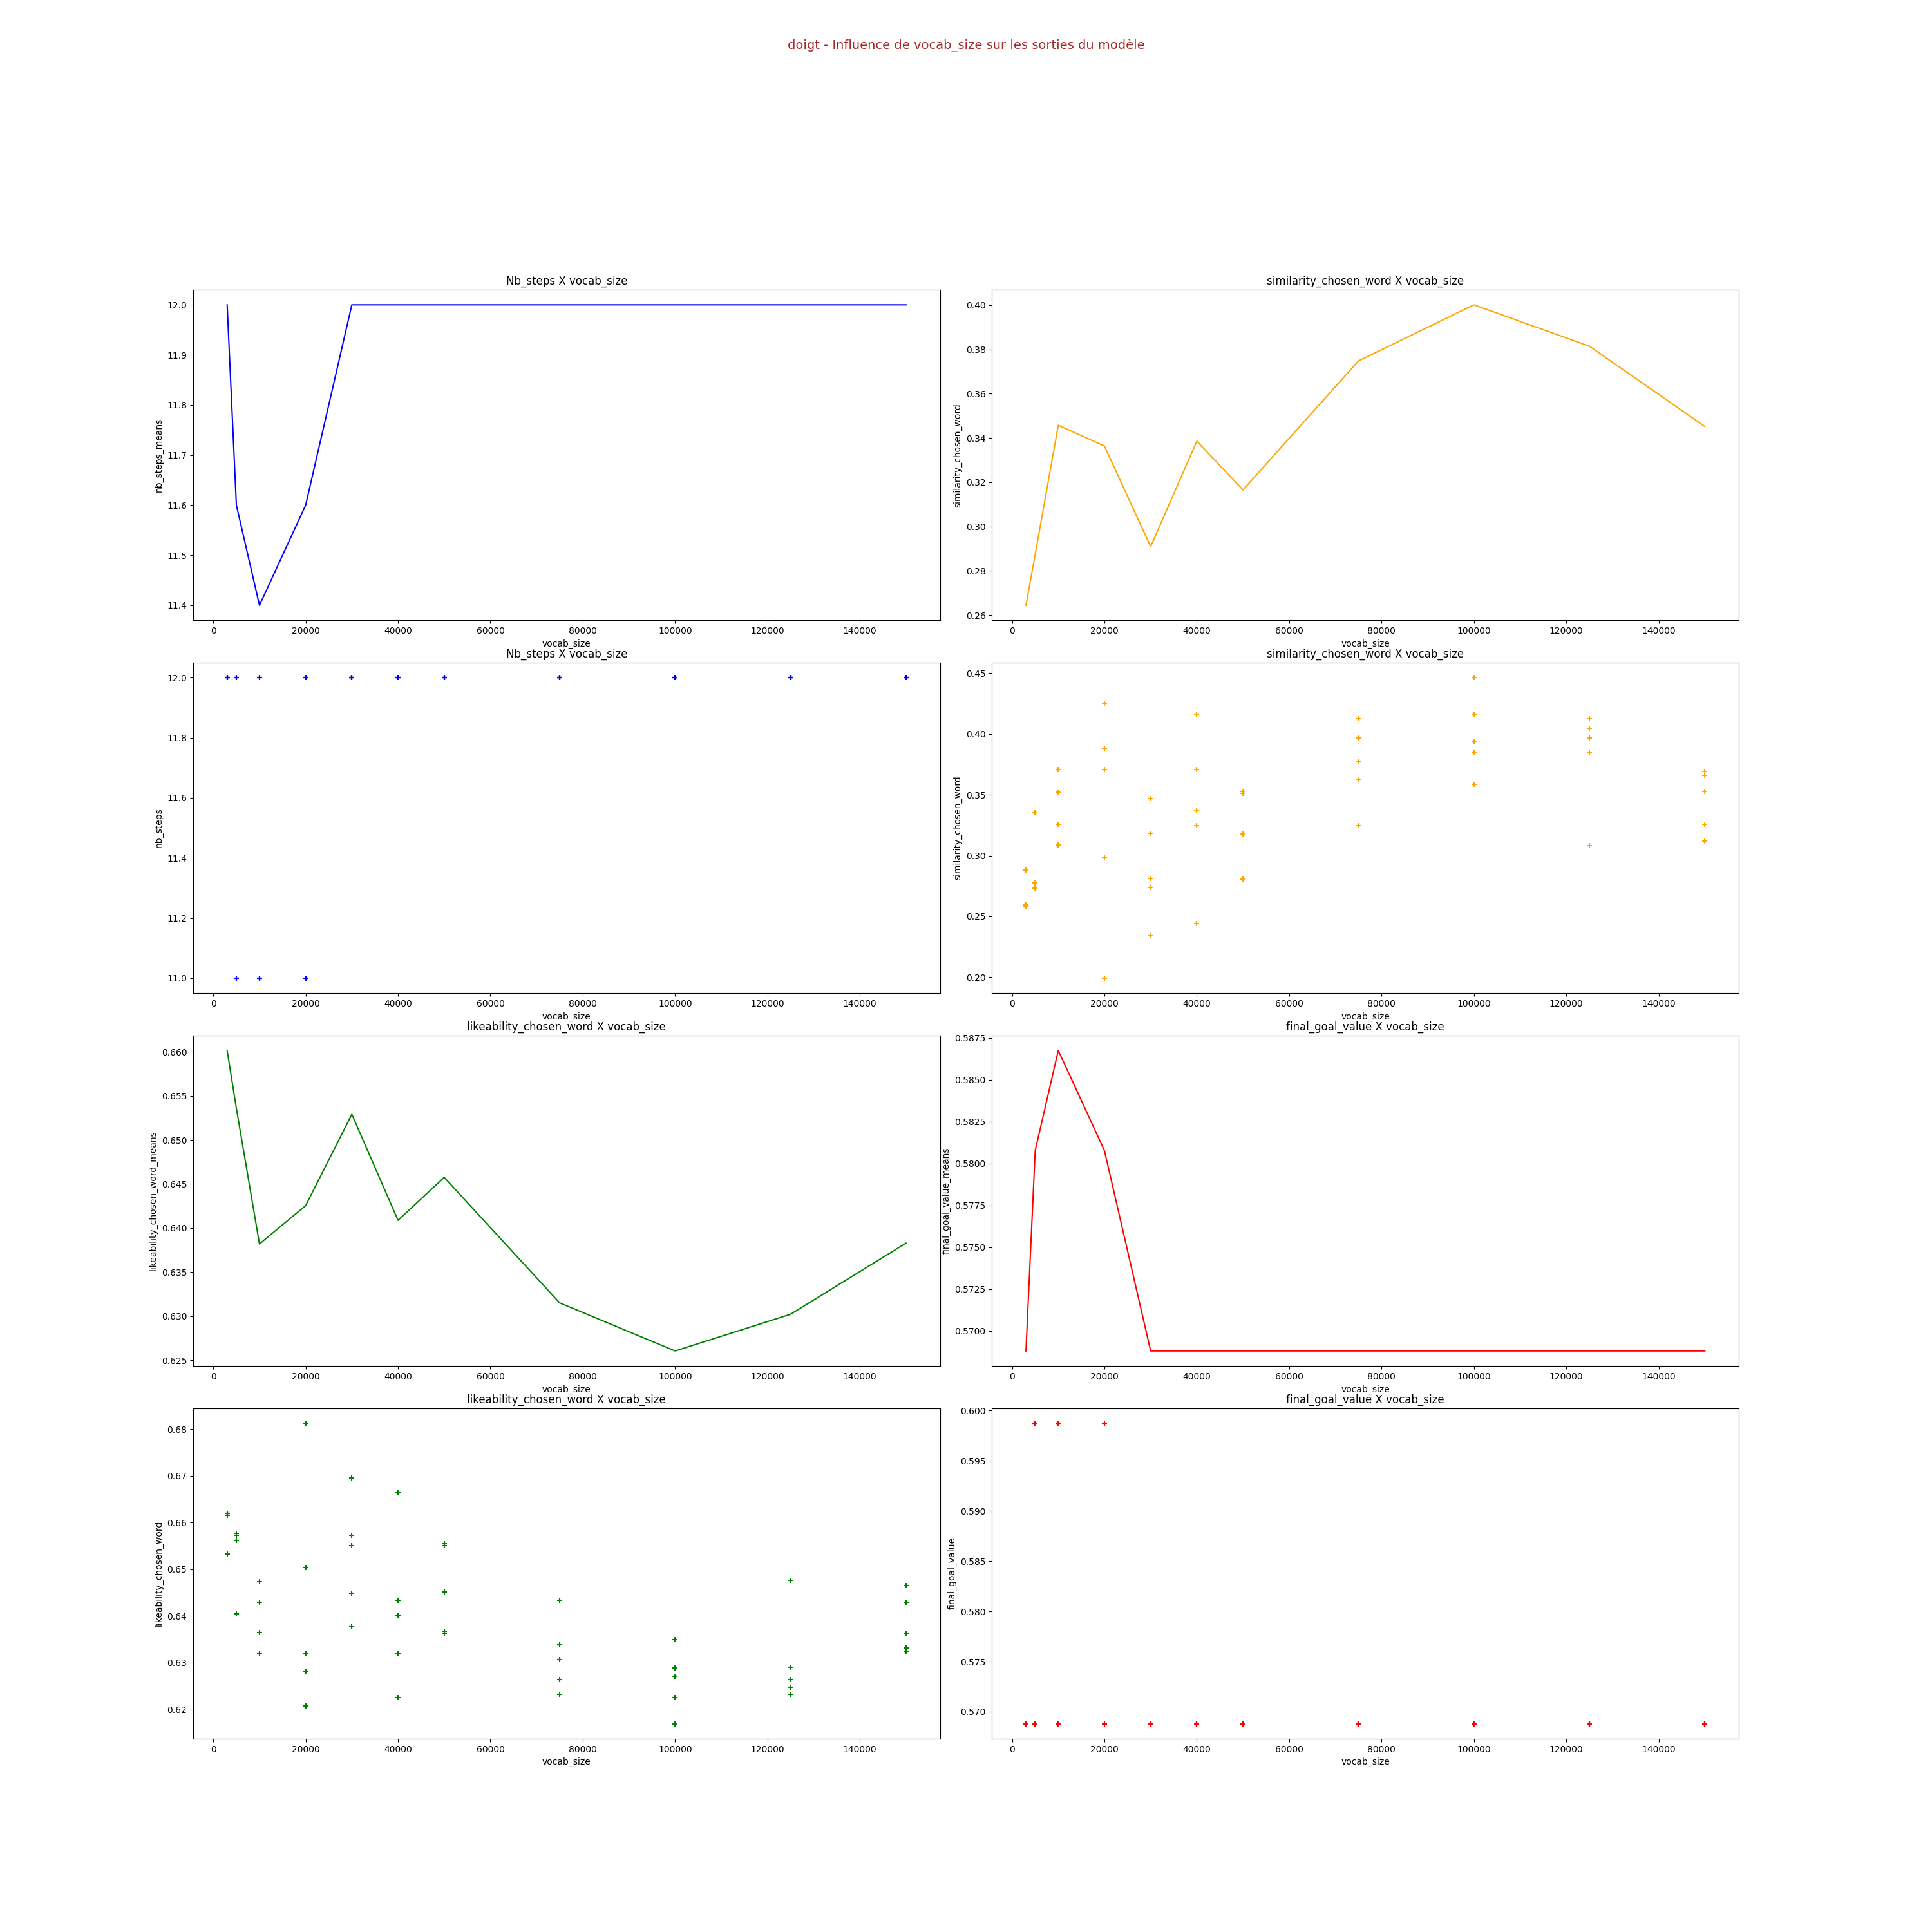 doigt - Influence de vocab_size sur les sorties du modèle
Nb_steps X vocab_size
nb_steps_means
12.0
11.9
11.8
11.7
11.6
11.5
11.4
0 20000 40000 60000 80000 100000 120000 140000
vocab_size
similarity_chosen_word X vocab_size
similarity_chosen_word
0.40
0.38
0.36
0.34
0.32
0.30
0.28
0.26
0 20000 40000 60000 80000 100000 120000 140000
vocab_size
Nb_steps X vocab_size
nb_steps
12.0
11.8
11.6
11.4
11.2
11.0
0 20000 40000 60000 80000 100000 120000 140000
vocab_size
similarity_chosen_word X vocab_size
similarity_chosen_word
0.45
0.40
0.35
0.30
0.25
0.20
0 20000 40000 60000 80000 100000 120000 140000
vocab_size
likeability_chosen_word X vocab_size
likeability_chosen_word_means
0.660
0.655
0.650
0.645
0.640
0.635
0.630
0.625
0 20000 40000 60000 80000 100000 120000 140000
vocab_size
final_goal_value X vocab_size
final_goal_value_means
0.5875
0.5850
0.5825
0.5800
0.5775
0.5750
0.5725
0.5700
0 20000 40000 60000 80000 100000 120000 140000
vocab_size
likeability_chosen_word X vocab_size
likeability_chosen_word
0.68
0.67
0.66
0.65
0.64
0.63
0.62
0 20000 40000 60000 80000 100000 120000 140000
vocab_size
final_goal_value X vocab_size
final_goal_value
0.600
0.595
0.590
0.585
0.580
0.575
0.570
0 20000 40000 60000 80000 100000 120000 140000
vocab_size